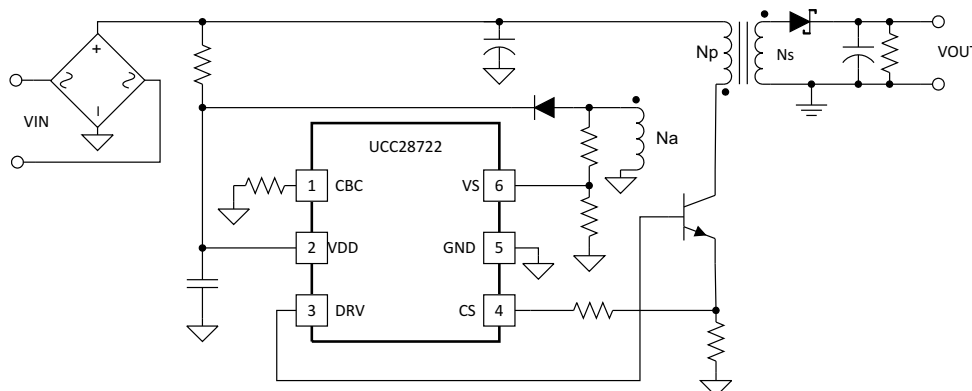 Np
Ns
VOUT
VIN
+
−
Na
UCC28722
1 CBC
VS 6
2 VDD
GND 5
3 DRV
CS 4